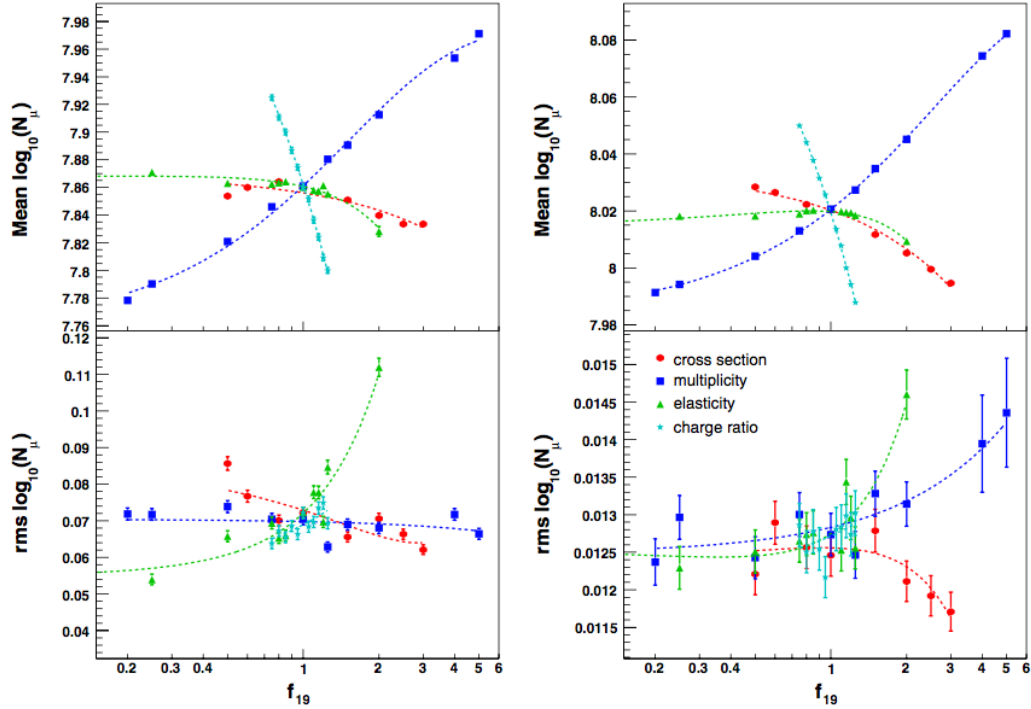 7.98
7.96
7.94
7.92
7.9
7.88
7.86
7.84
7.82
7.8
7.78
7.76
Mean log10(Nμ)
8.08
8.06
8.04
8.02
8
7.98
Mean log10(Nμ)
0.12
0.11
0.1
0.09
0.08
0.07
0.06
0.05
0.04
rms log10(Nμ)
0.2 0.3 0.4 1 2 3 4 5 6
f19
0.015
0.0145
0.014
0.0135
0.013
0.0125
0.012
0.0115
rms log10(Nμ)
cross section
multiplicity
elasticity
charge ratio
0.2 0.3 0.4 1 2 3 4 5 6
f19